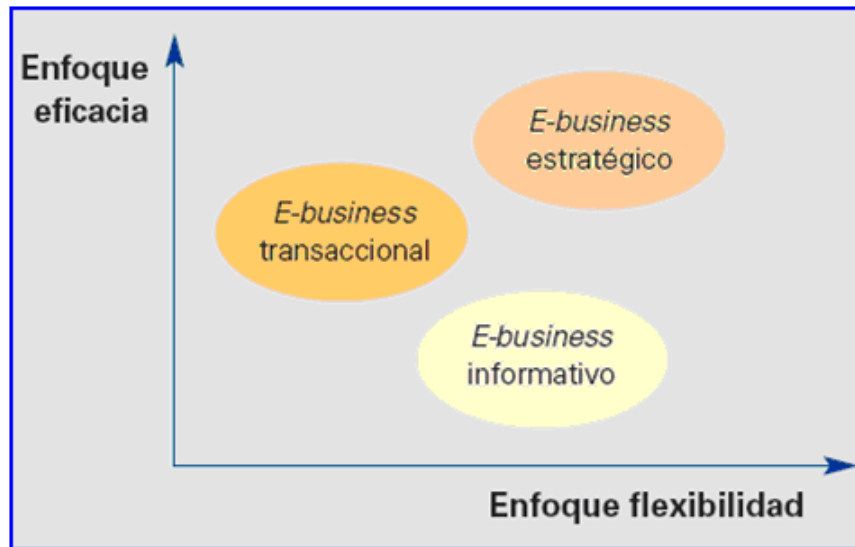 Enfoque
eficacia
E-business
estratégico
E-business
transaccional
E-business
informativo
Enfoque flexibilidad